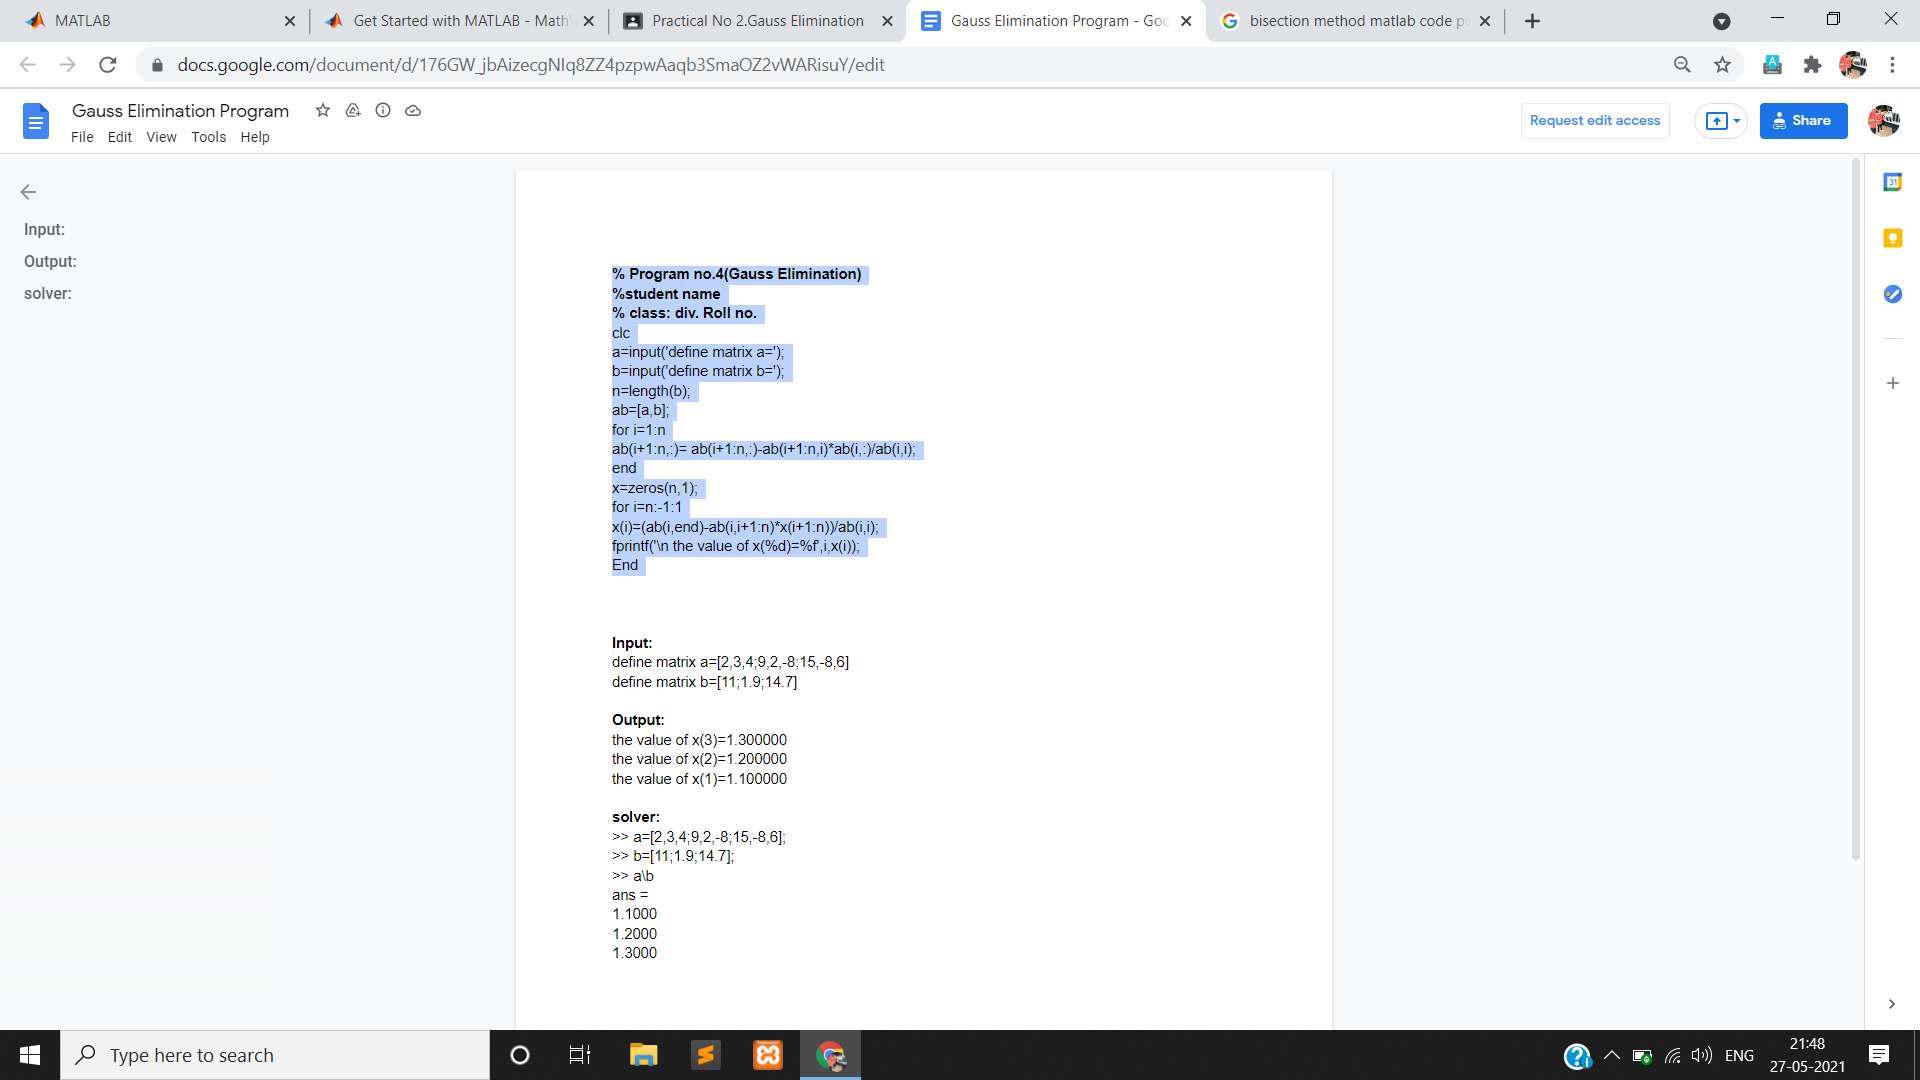 MATLAB
Get Started with MATLAB - Math
Practical No 2.Gauss Elimination
Gauss Elimination Program - Goo
bisection method matlab code p
docs.google.com/document/d/176GW_jbAizecgNIq8ZZ4pzpwAaqb3SmaOZ2vWARisuY/edit
Gauss Elimination Program
File Edit View Tools Help
Request edit access
Share
Input:
Output:
solver:
% Program no.4(Gauss Elimination)
%student name
% class: div. Roll no.
clc
a=input('define matrix a=');
b=input('define matrix b=');
n=length(b);
ab=[a,b];
for i=1:n
ab(i+1:n,:)= ab(i+1:n,:)-ab(i+1:n,i)*ab(i,:)/ab(i,i);
end
x=zeros(n,1);
for i=n:-1:1
x(i)=(ab(i,end)-ab(i,i+1:n)*x(i+1:n))/ab(i,i);
fprintf('\n the value of x(%d)=%f',i,x(i));
End
Input:
define matrix a=[2,3,4;9,2,-8;15,-8,6]
define matrix b=[11;1.9;14.7]
Output:
the value of x(3)=1.300000
the value of x(2)=1.200000
the value of x(1)=1.100000
solver:
>> a=[2,3,4;9,2,-8;15,-8,6];
>> b=[11;1.9;14.7];
>> a\b
ans =
1.1000
1.2000
1.3000
31
Type here to search
ENG
21:48
27-05-2021